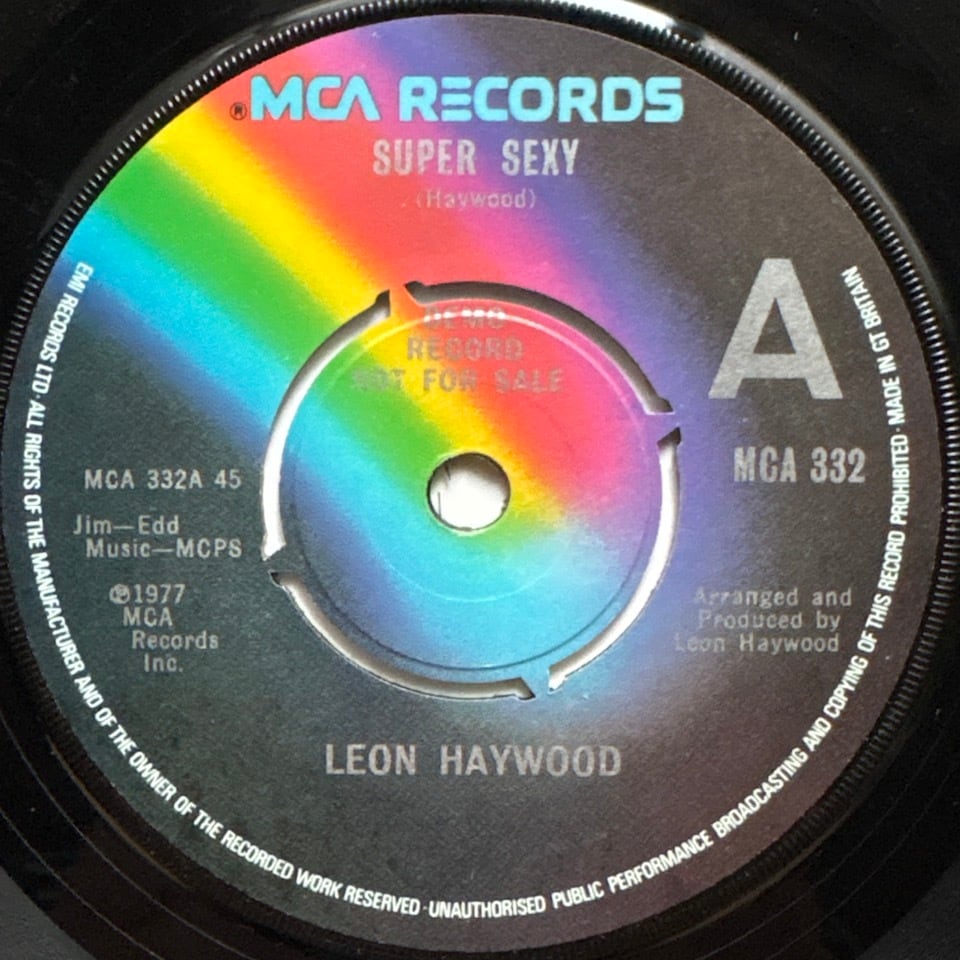 ® MCA RECORDS
SUPER SEXY
(Haywood)
A
DEMO
RECORD
NOT FOR SALE
MCA 332
MCA 332A 45
Jim—Edd
Music—MCPS
℗1977
MCA
Records
Inc.
Arranged and
Produced by
Leon Haywood
LEON HAYWOOD
EMI RECORDS LTD · ALL RIGHTS OF THE MANUFACTURER AND OF THE OWNER OF THE RECORDED WORK RESERVED · UNAUTHORISED PUBLIC PERFORMANCE BROADCASTING AND COPYING OF THIS RECORD PROHIBITED · MADE IN GT BRITAIN